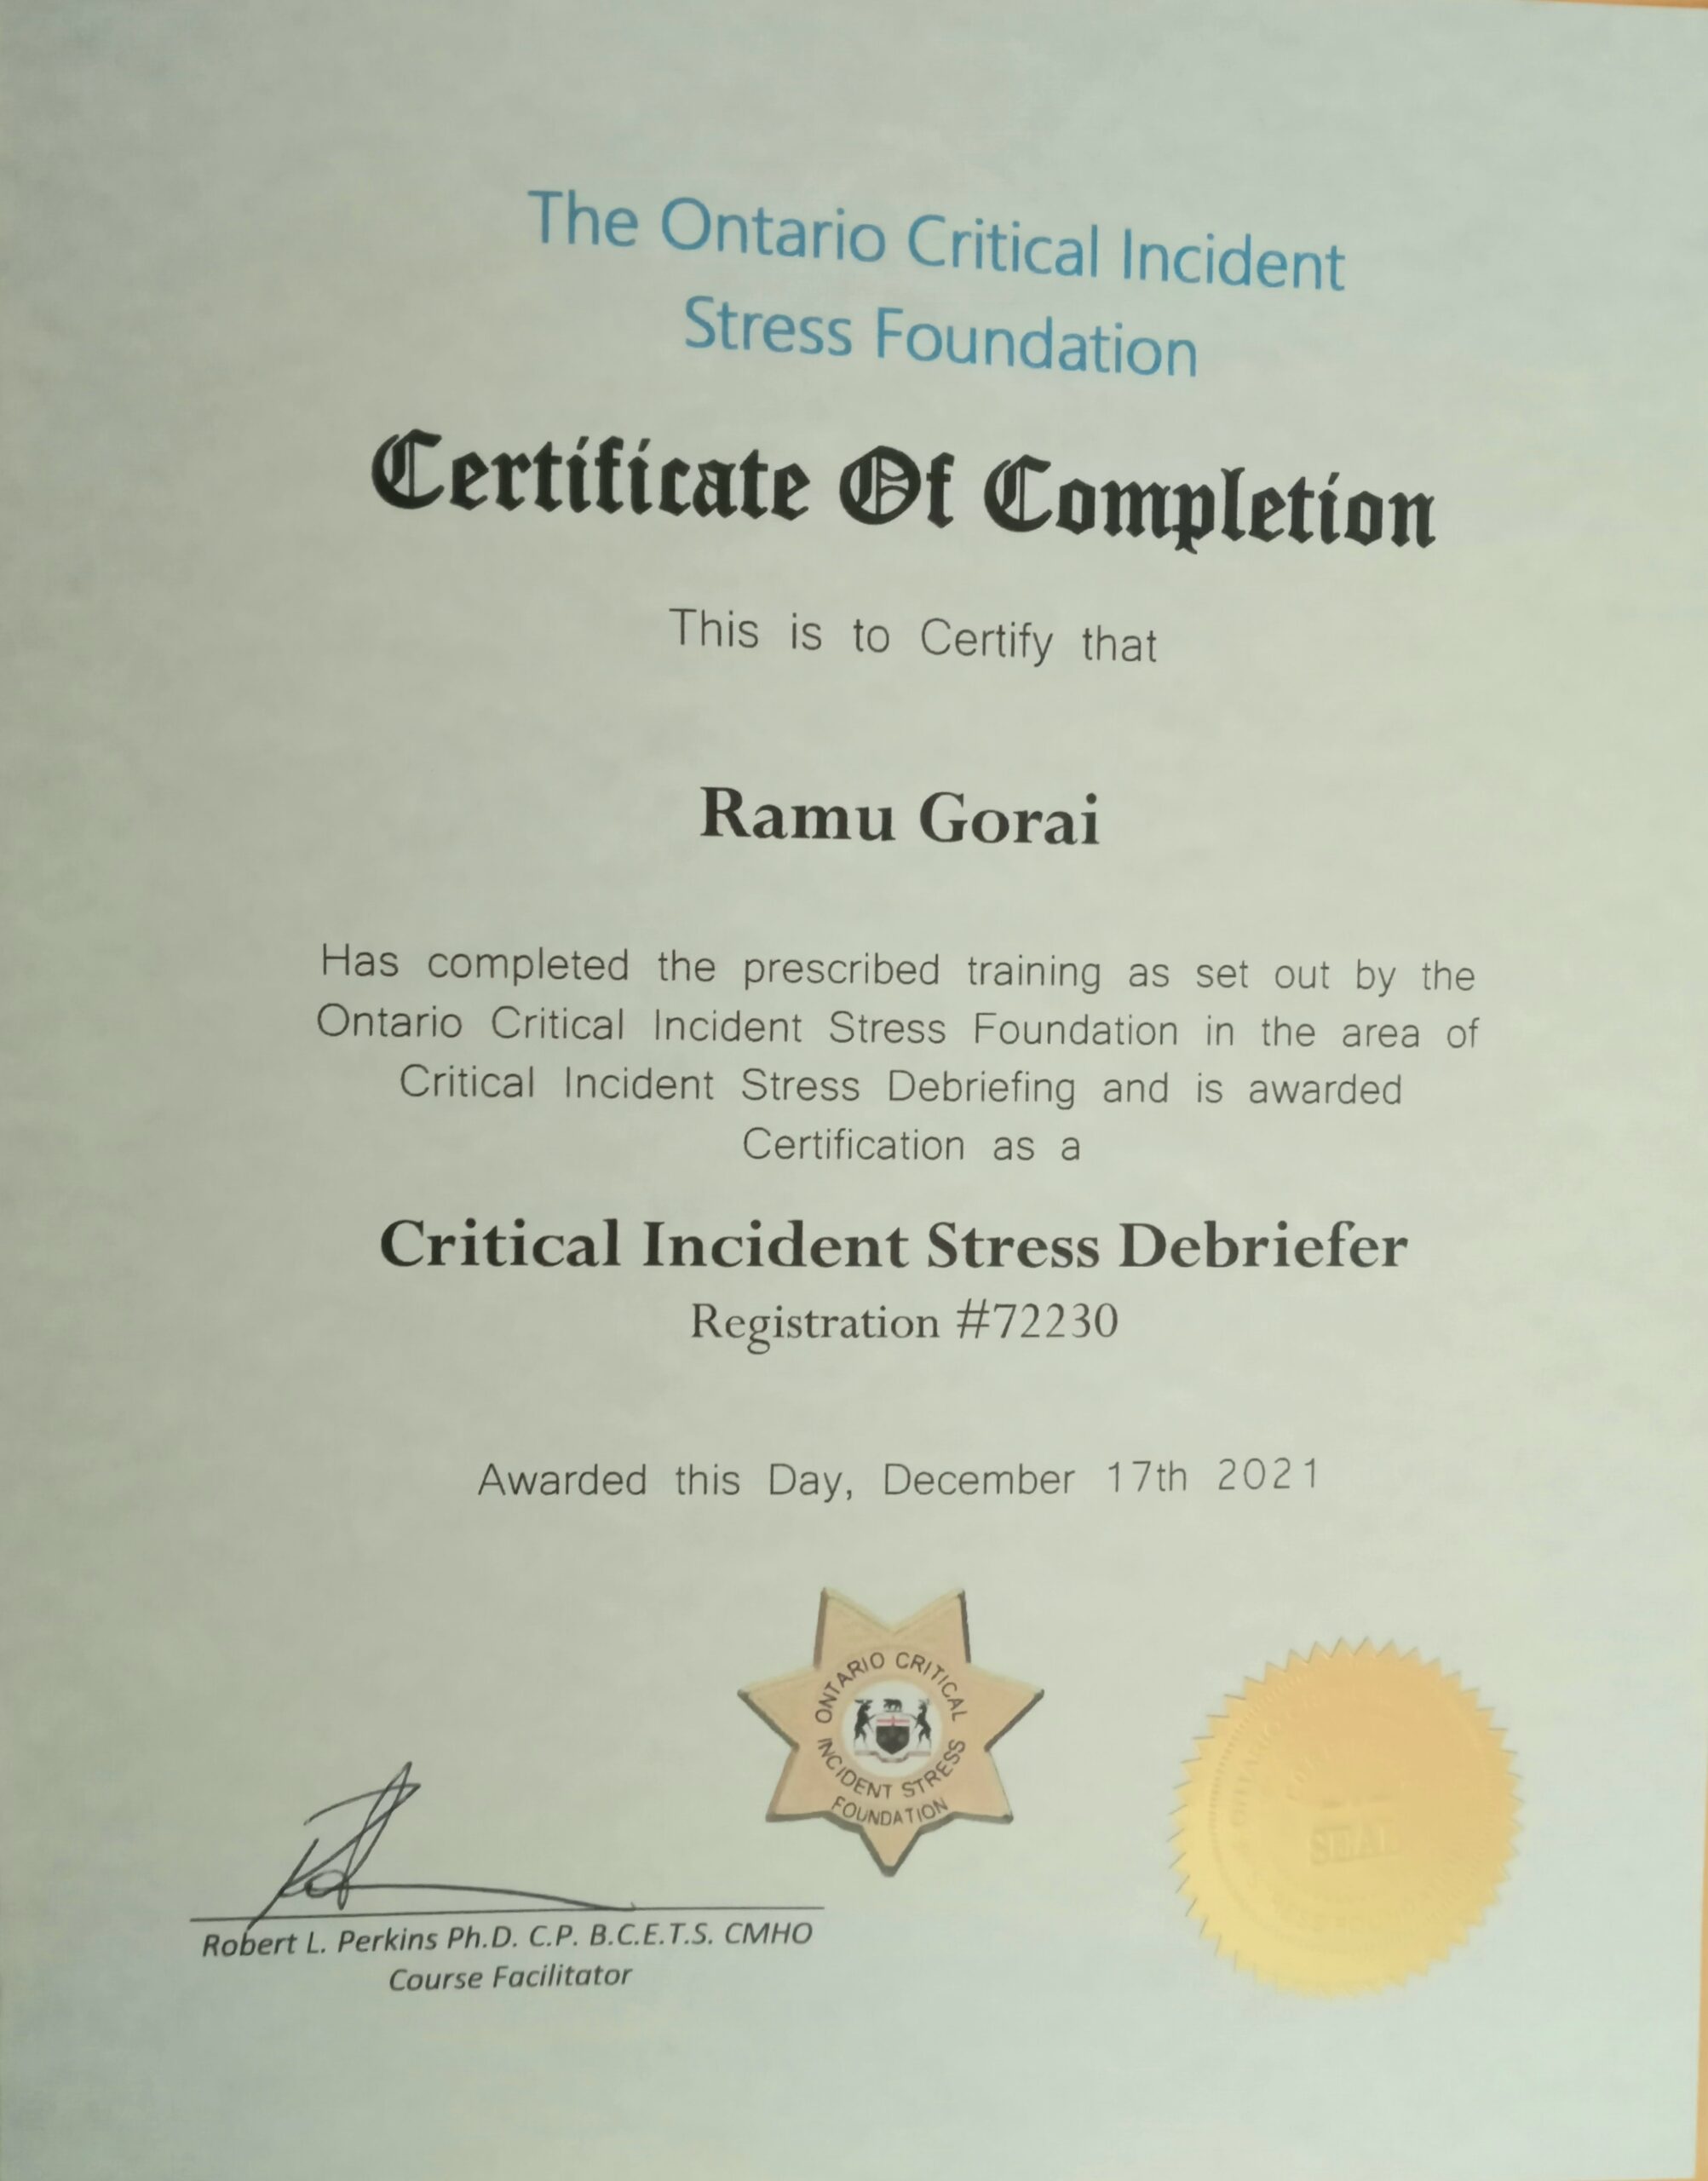 The Ontario Critical Incident
Stress Foundation
Certificate Of Completion
This is to Certify that
Ramu Gorai
Has completed the prescribed training as set out by the
Ontario Critical Incident Stress Foundation in the area of
Critical Incident Stress Debriefing and is awarded
Certification as a
Critical Incident Stress Debriefer
Registration #72230
Awarded this Day, December 17th 2021
ONTARIO CRITICAL
INCIDENT STRESS
FOUNDATION
SEAL
Robert L. Perkins Ph.D. C.P. B.C.E.T.S. CMHO
Course Facilitator